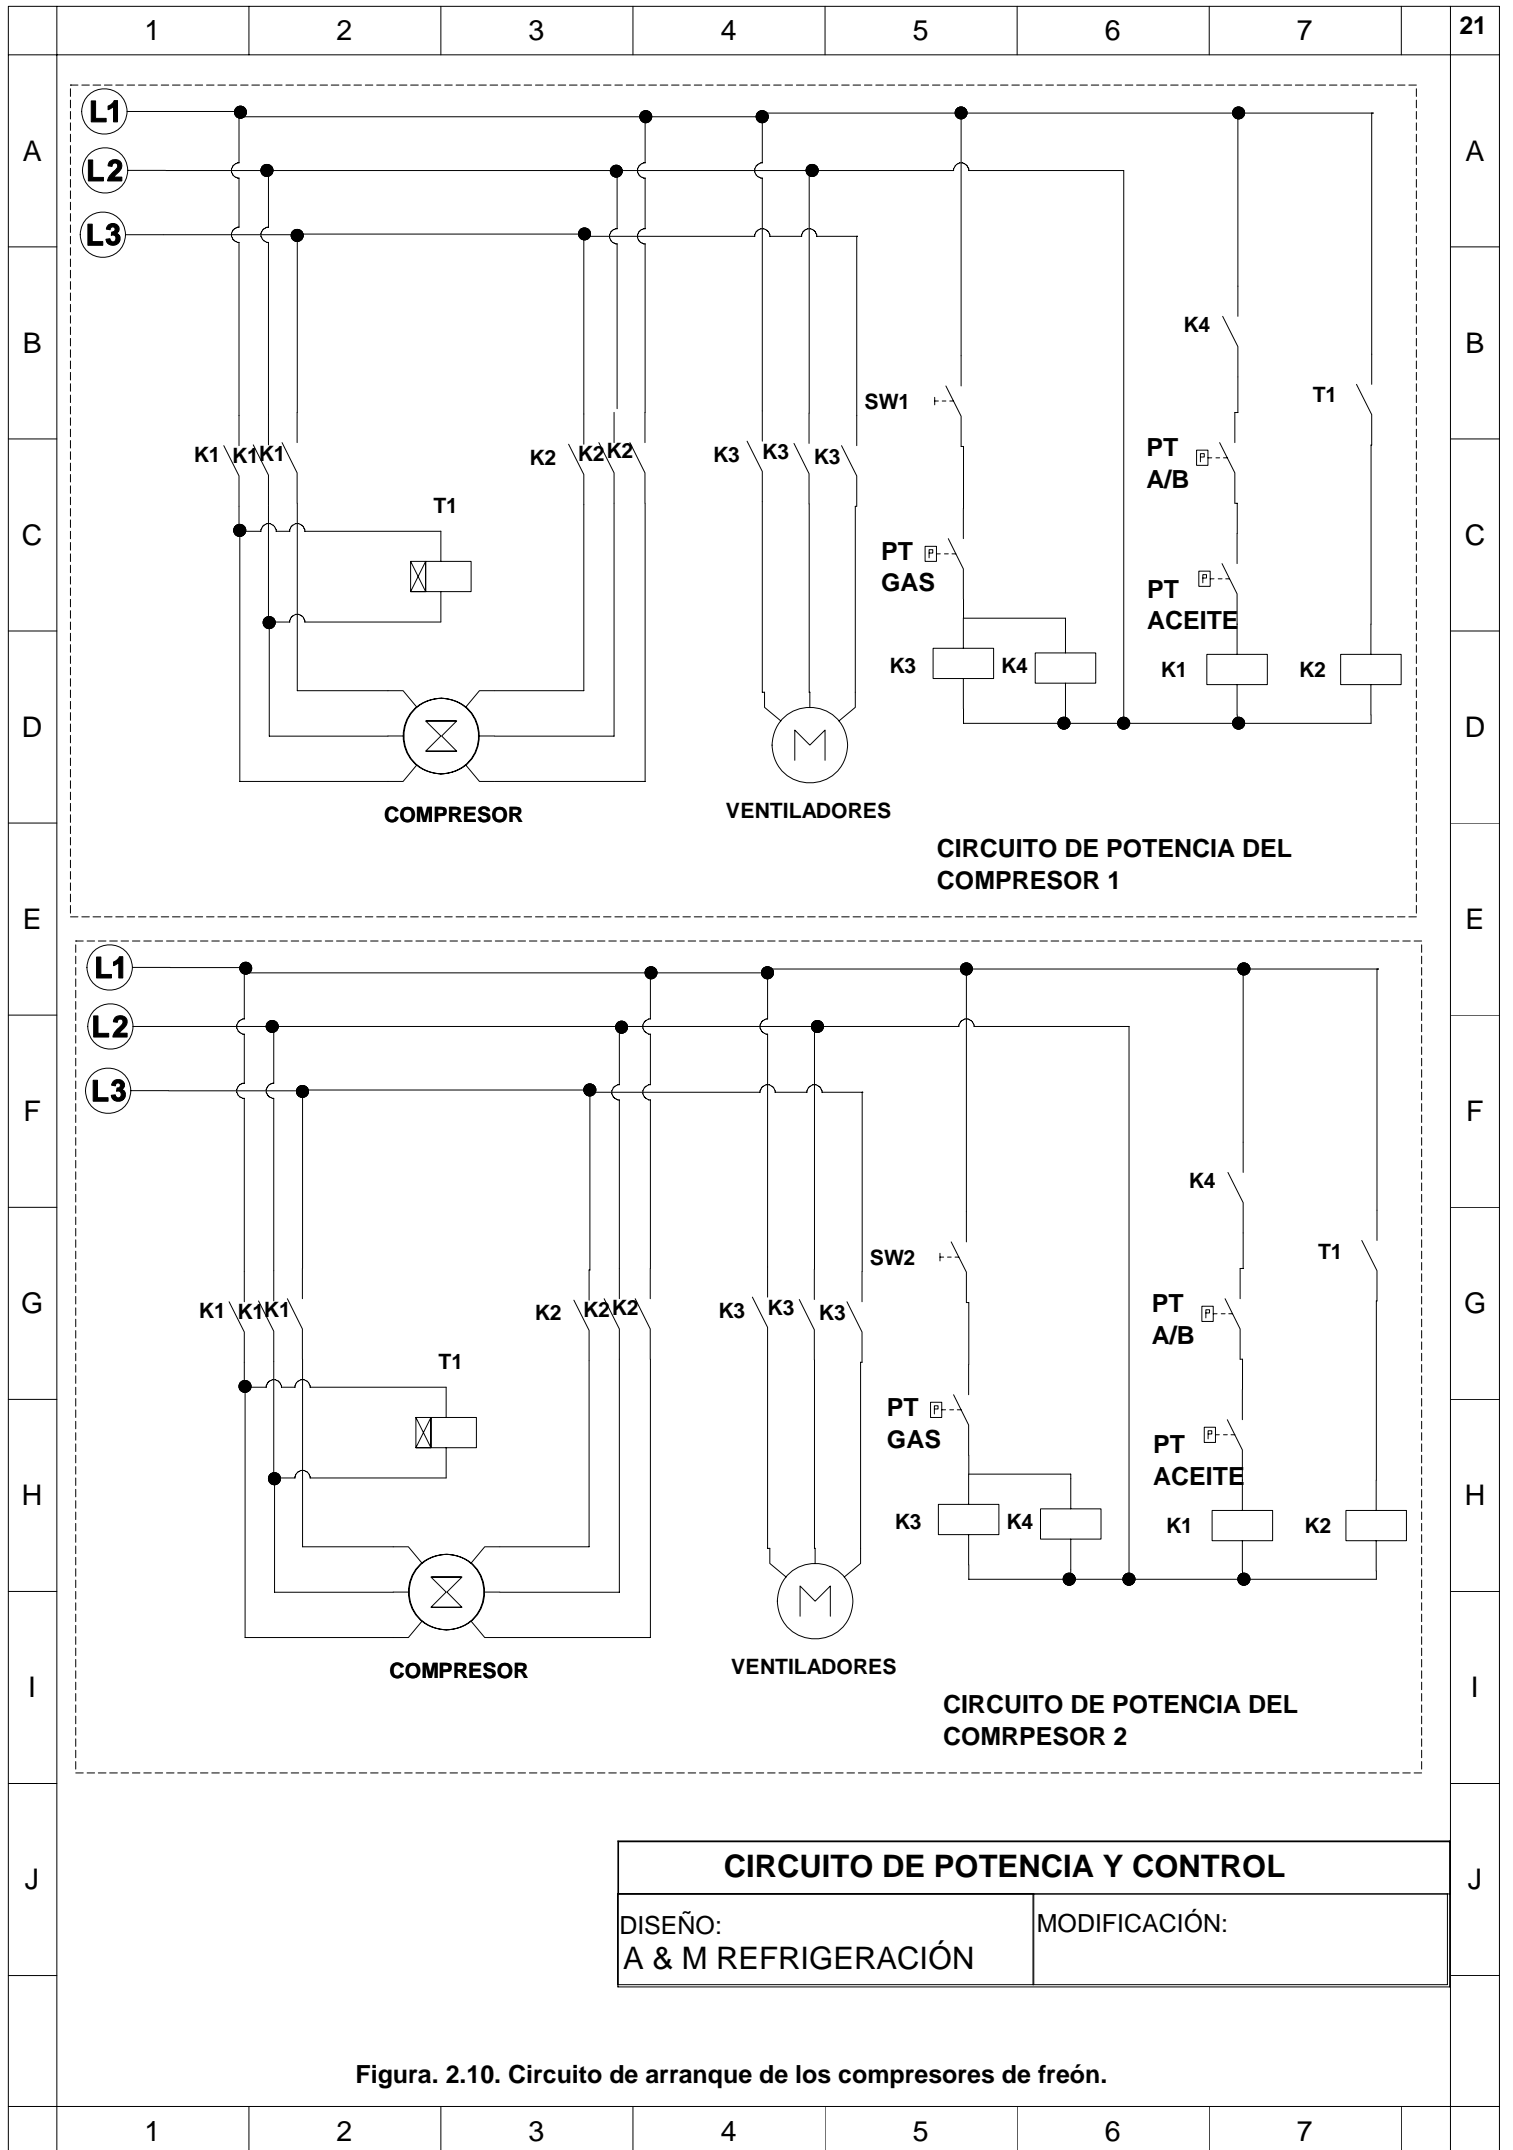 1 2 3 4 5 6 7 21
A A
B B
C C
D D
E E
F F
G G
H H
I I
J J
L1
L2
L3
K4
SW1
T1
K1 K1 K1
K2 K2 K2
K3 K3 K3
PT
A/B
P
T1
PT
GAS
P
PT
ACEITE
P
K3 K4 K1 K2
M
COMPRESOR
VENTILADORES
CIRCUITO DE POTENCIA DEL
COMPRESOR 1
L1
L2
L3
K4
SW2
T1
K1 K1 K1
K2 K2 K2
K3 K3 K3
PT
A/B
P
T1
PT
GAS
P
PT
ACEITE
P
K3 K4 K1 K2
M
COMPRESOR
VENTILADORES
CIRCUITO DE POTENCIA DEL
COMRPESOR 2
CIRCUITO DE POTENCIA Y CONTROL
DISEÑO:
A & M REFRIGERACIÓN
MODIFICACIÓN:
Figura. 2.10. Circuito de arranque de los compresores de freón.
1 2 3 4 5 6 7